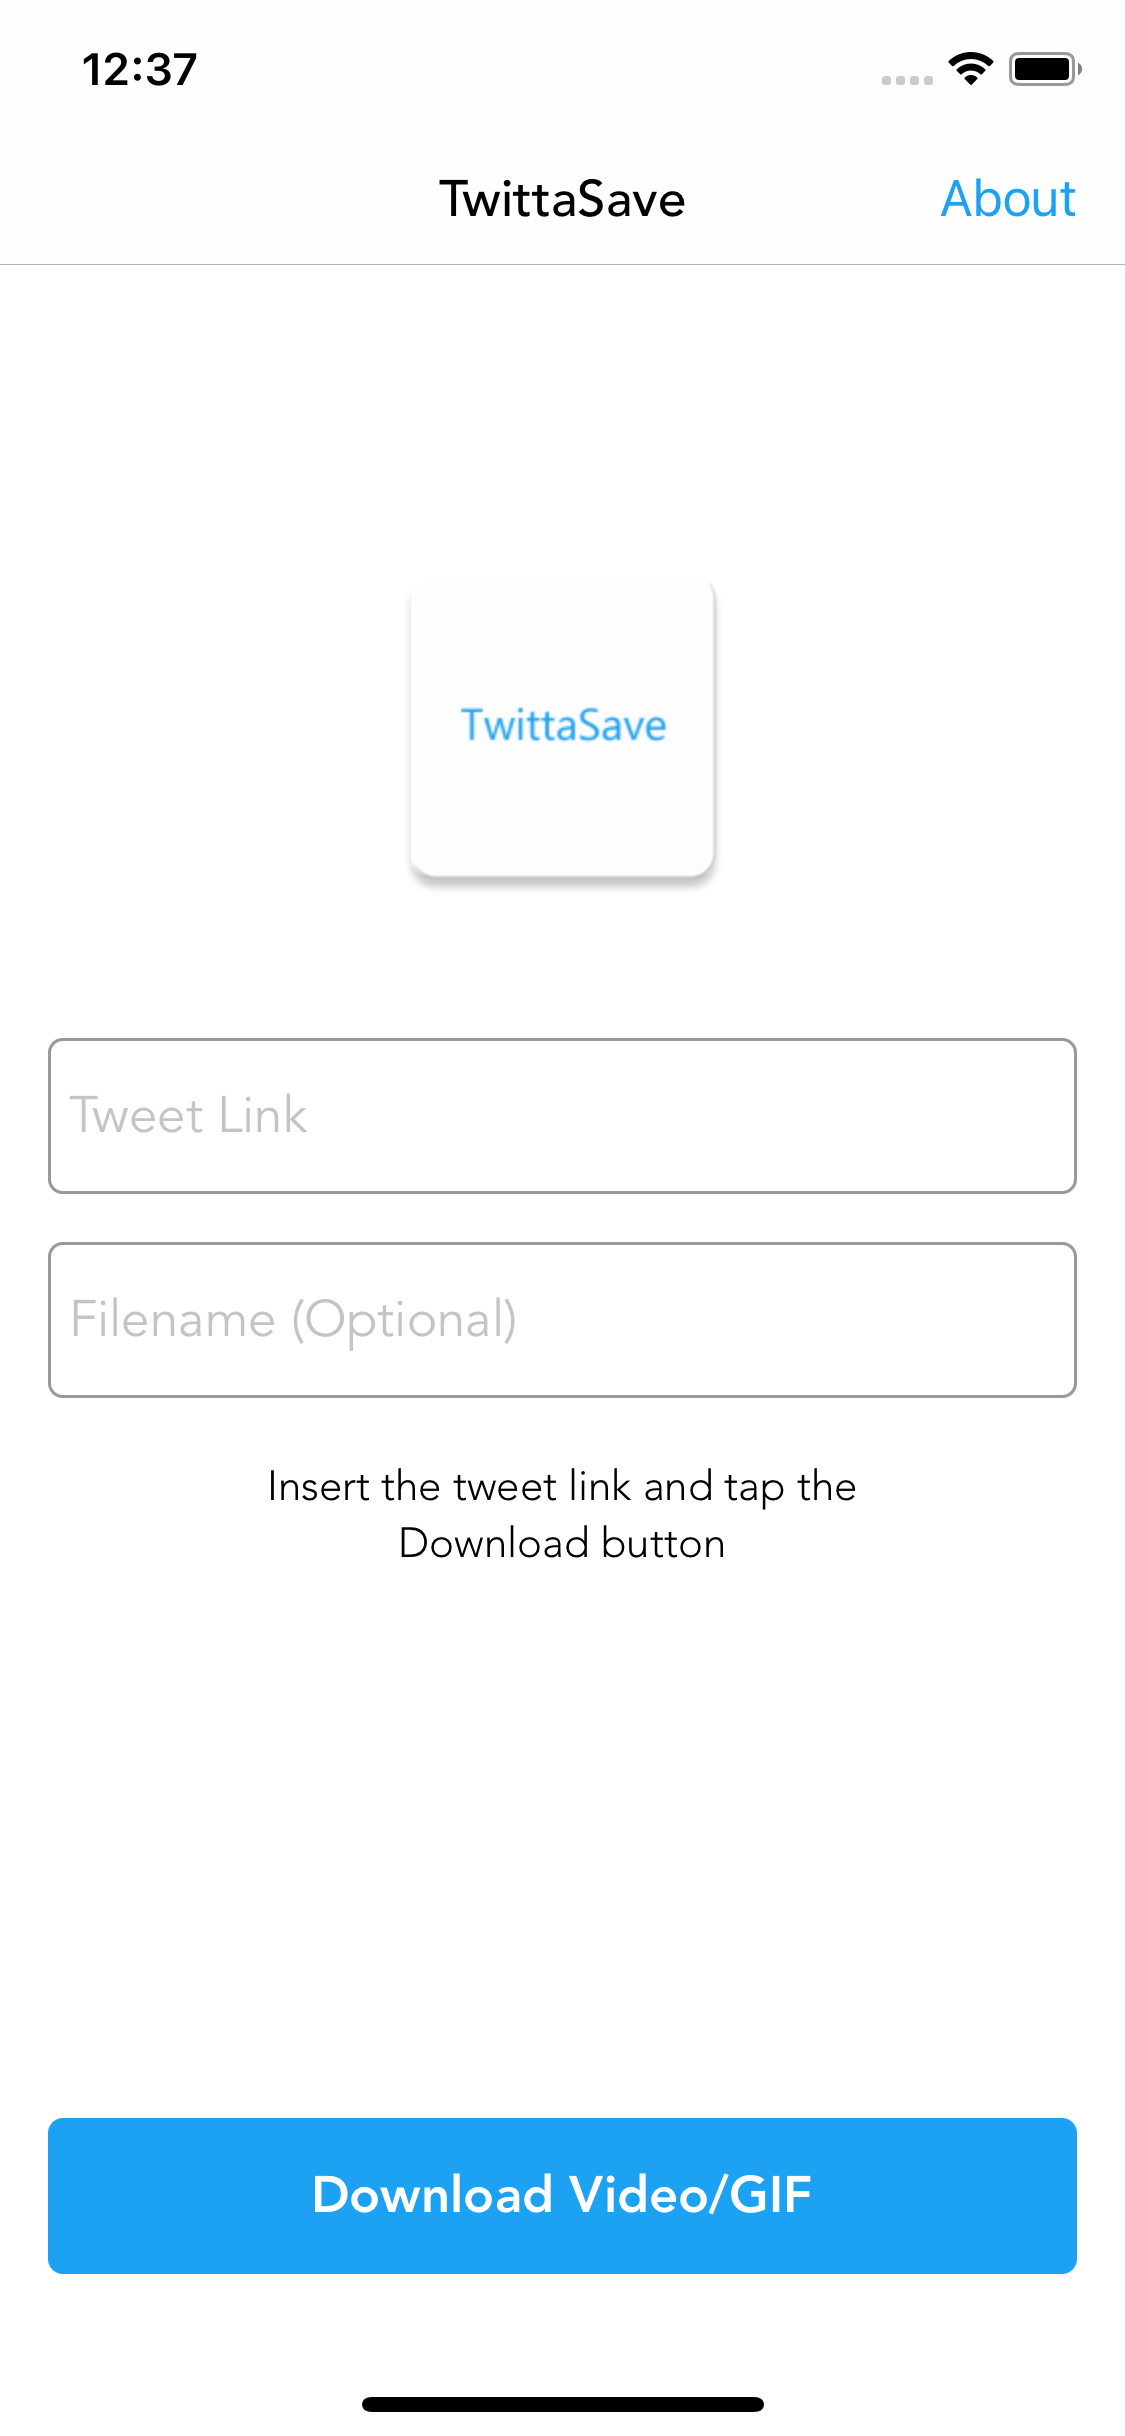 12:37
TwittaSave
About
TwittaSave
Tweet Link
Filename (Optional)
Insert the tweet link and tap the
Download button
Download Video/GIF